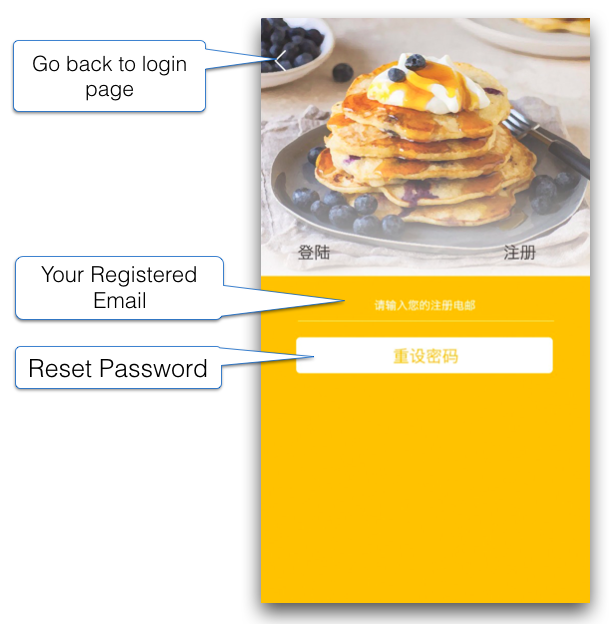 Go back to login
page
登陆
注册
Your Registered
Email
请输入您的注册电邮
Reset Password
重设密码